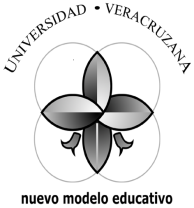 UNIVERSIDAD • VERACRUZANA
nuevo modelo educativo